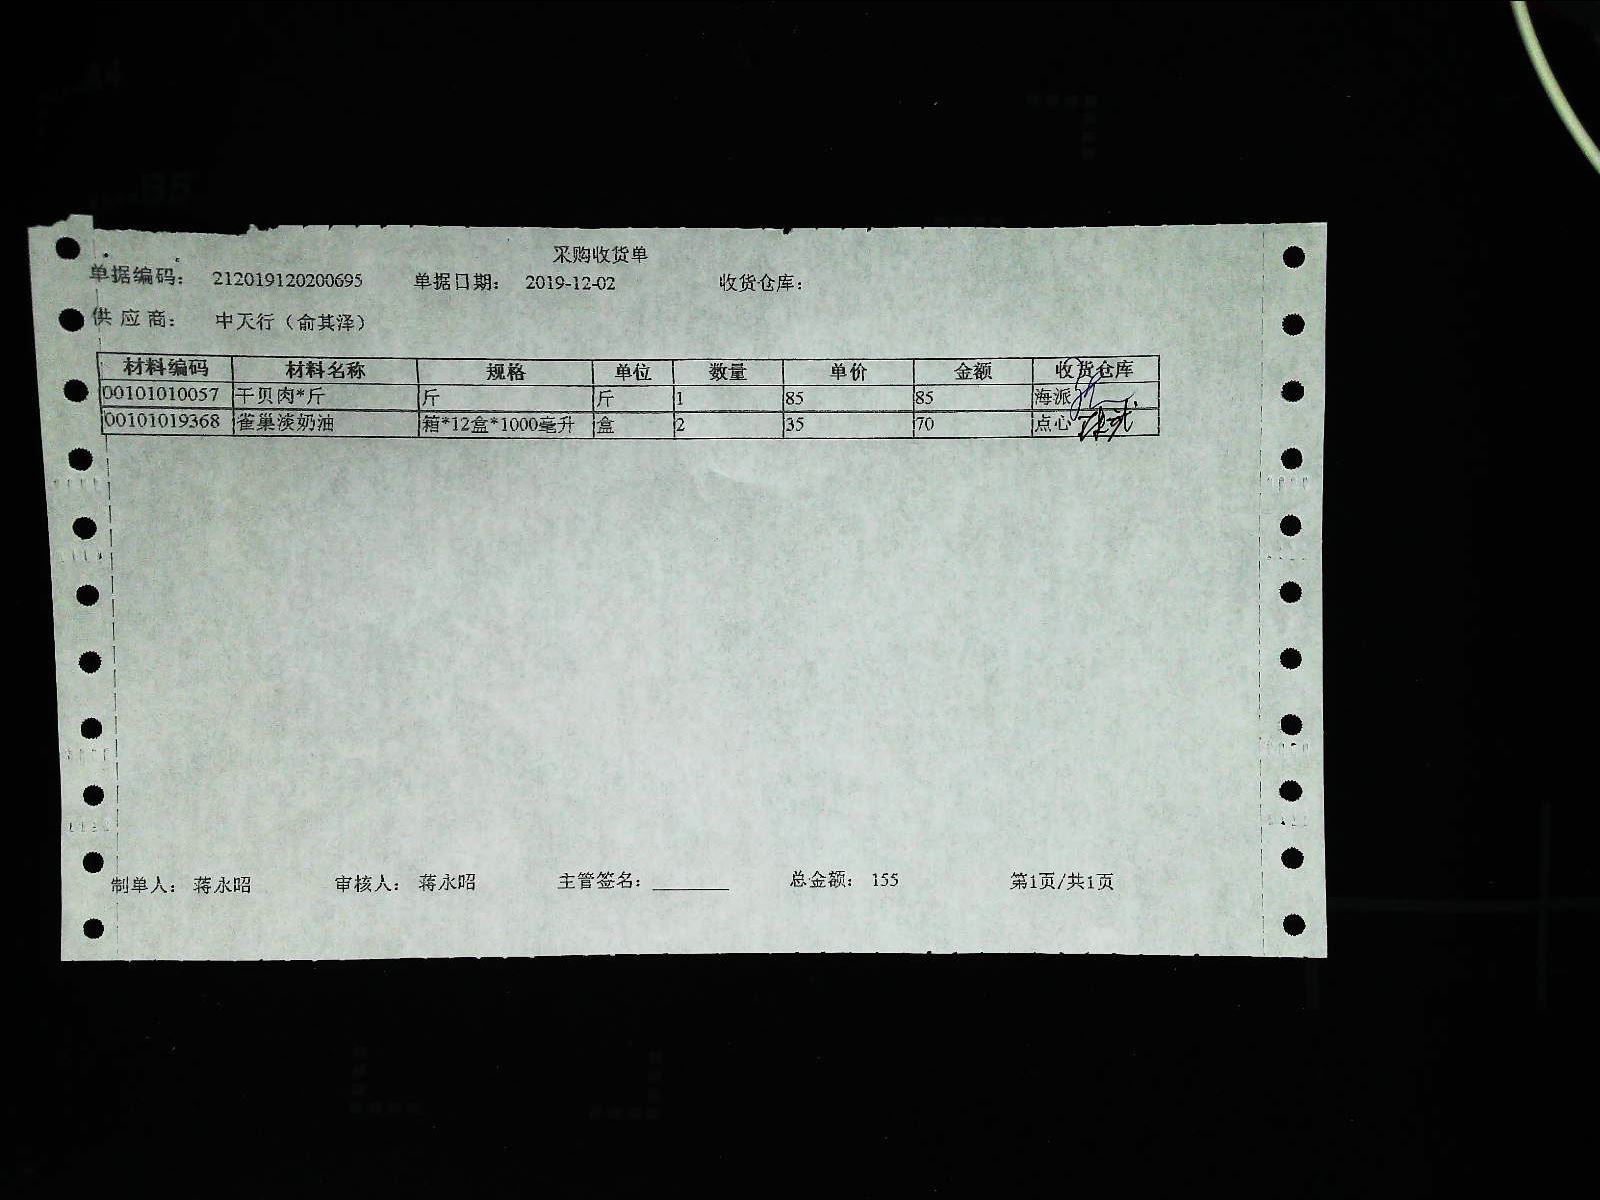 采购收货单
单据编码： 212019120200695 单据日期： 2019-12-02 收货仓库：
供应商： 中天行（俞其泽）
材料编码 材料名称 规格 单位 数量 单价 金额 收货仓库
00101010057 干贝肉*斤 斤 斤 1 85 85 海派
00101019368 雀巢淡奶油 箱*12盒*1000毫升 盒 2 35 70 点心
制单人： 蒋永昭 审核人： 蒋永昭 主管签名： 总金额： 155 第1页/共1页